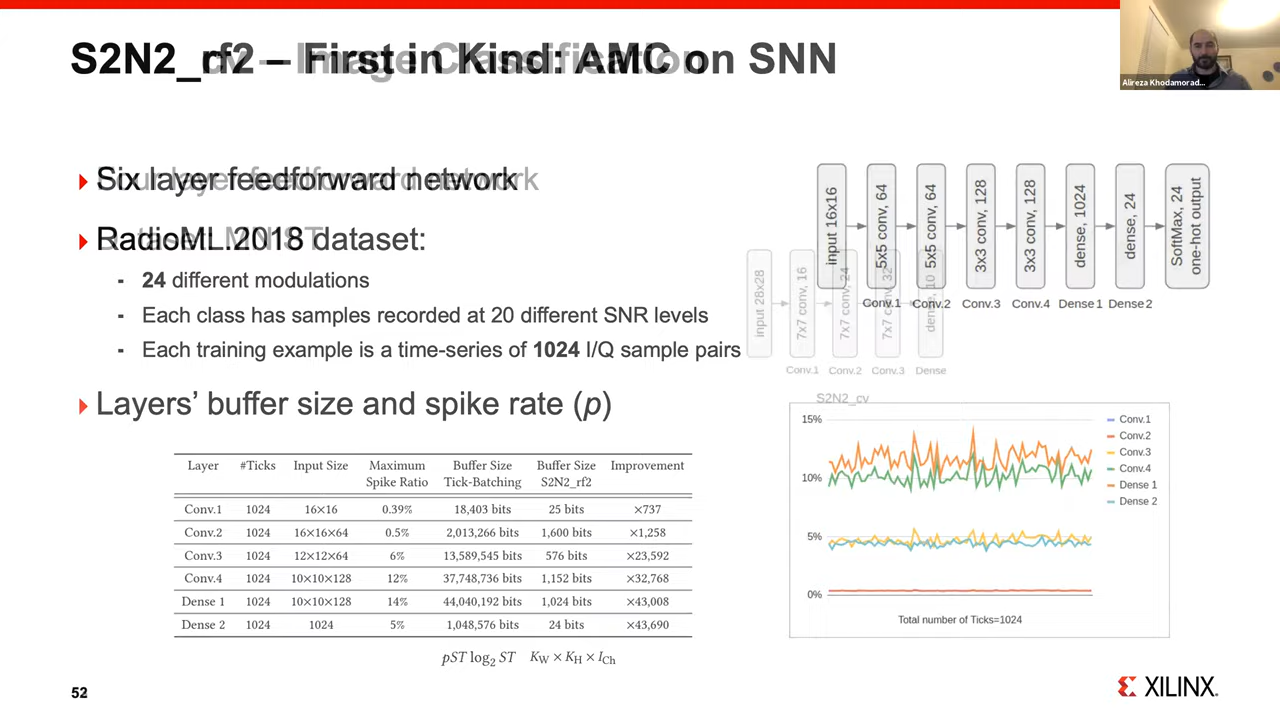 S2N2_rf2 – First in Kind: AMC on SNN
Alireza Khodamorad...
Six layer feedforward network
RadioML.2018 dataset:
- 24 different modulations
- Each class has samples recorded at 20 different SNR levels
- Each training example is a time-series of 1024 I/Q sample pairs
Layers' buffer size and spike rate (p)
Layer #Ticks Input Size Maximum Spike Ratio Buffer Size Tick-Batching Buffer Size S2N2_rf2 Improvement
Conv.1 1024 16×16 0.39% 18,403 bits 25 bits ×737
Conv.2 1024 16×16×64 0.5% 2,013,266 bits 1,600 bits ×1,258
Conv.3 1024 12×12×64 6% 13,589,545 bits 576 bits ×23,592
Conv.4 1024 10×10×128 12% 37,748,736 bits 1,152 bits ×32,768
Dense 1 1024 10×10×128 14% 44,040,192 bits 1,024 bits ×43,008
Dense 2 1024 1024 5% 1,048,576 bits 24 bits ×43,690
pST log₂ ST K_W × K_H × I_Ch
input 16x16
5x5 conv, 64
5x5 conv, 64
3x3 conv, 128
3x3 conv, 128
dense, 1024
dense, 24
SoftMax, 24
one-hot output
Conv.1 Conv.2 Conv.3 Conv.4 Dense1 Dense2
input 28x28
7x7 conv, 16
7x7 conv, 24
7x7 conv, 32
dense, 10
Conv.1 Conv.2 Conv.3 Dense
S2N2_cv
15%
10%
5%
0%
Conv.1
Conv.2
Conv.3
Conv.4
Dense 1
Dense 2
Total number of Ticks=1024
52
XILINX.